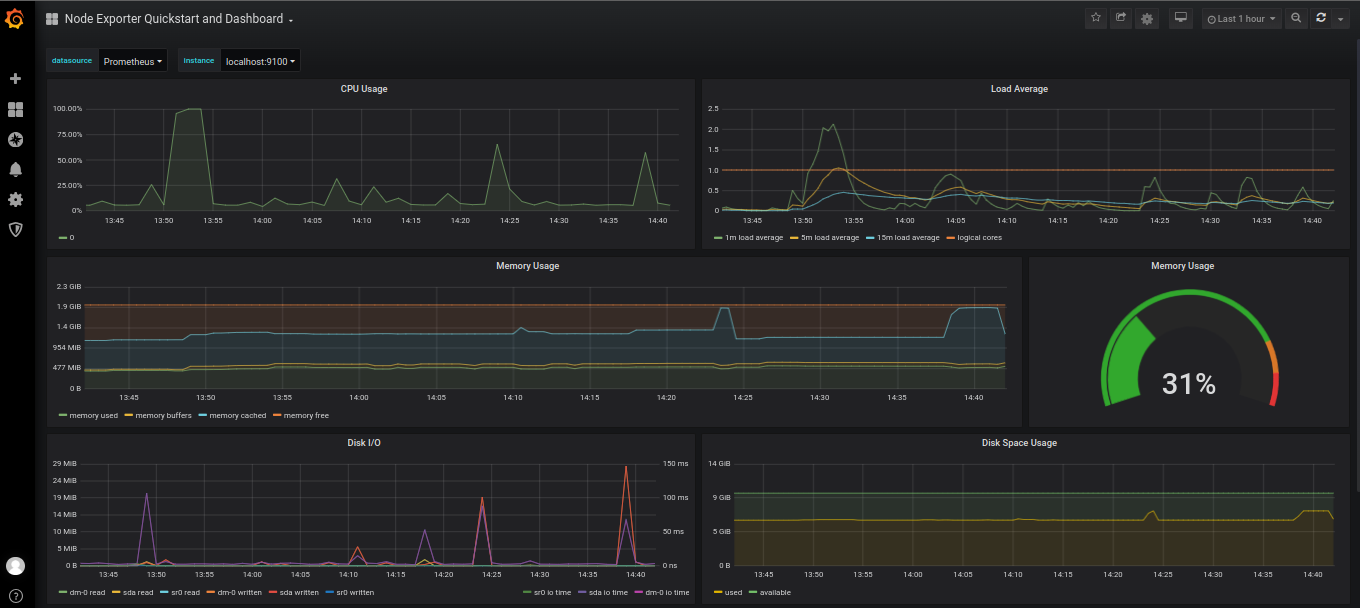 Node Exporter Quickstart and Dashboard
Last 1 hour
datasource Prometheus instance localhost:9100
CPU Usage
100.00%
75.00%
50.00%
25.00%
0%
13:45 13:50 13:55 14:00 14:05 14:10 14:15 14:20 14:25 14:30 14:35 14:40
0
Load Average
2.5
2.0
1.5
1.0
0.5
0
13:45 13:50 13:55 14:00 14:05 14:10 14:15 14:20 14:25 14:30 14:35 14:40
1m load average 5m load average 15m load average logical cores
Memory Usage
2.3 GiB
1.9 GiB
1.4 GiB
954 MiB
477 MiB
0 B
13:45 13:50 13:55 14:00 14:05 14:10 14:15 14:20 14:25 14:30 14:35 14:40
memory used memory buffers memory cached memory free
Memory Usage
31%
Disk I/O
29 MiB 150 ms
24 MiB
19 MiB 100 ms
14 MiB
10 MiB 50 ms
5 MiB
0 B 0 ns
13:45 13:50 13:55 14:00 14:05 14:10 14:15 14:20 14:25 14:30 14:35 14:40
dm-0 read sda read sr0 read dm-0 written sda written sr0 written sr0 io time sda io time dm-0 io time
Disk Space Usage
14 GiB
9 GiB
5 GiB
0 B
13:45 13:50 13:55 14:00 14:05 14:10 14:15 14:20 14:25 14:30 14:35 14:40
used available